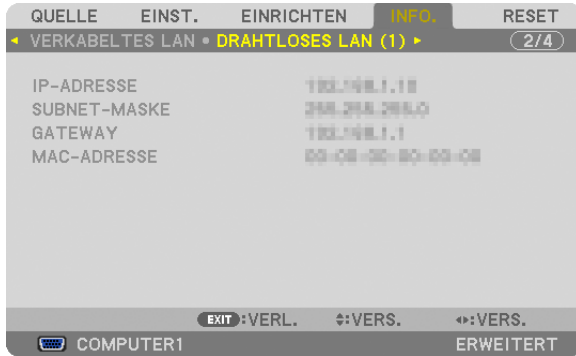 QUELLE EINST. EINRICHTEN INFO. RESET
◄ VERKABELTES LAN • DRAHTLOSES LAN (1) ► 2/4
IP-ADRESSE
SUBNET-MASKE
GATEWAY
MAC-ADRESSE
EXIT :VERL. :VERS. :VERS.
COMPUTER1 ERWEITERT